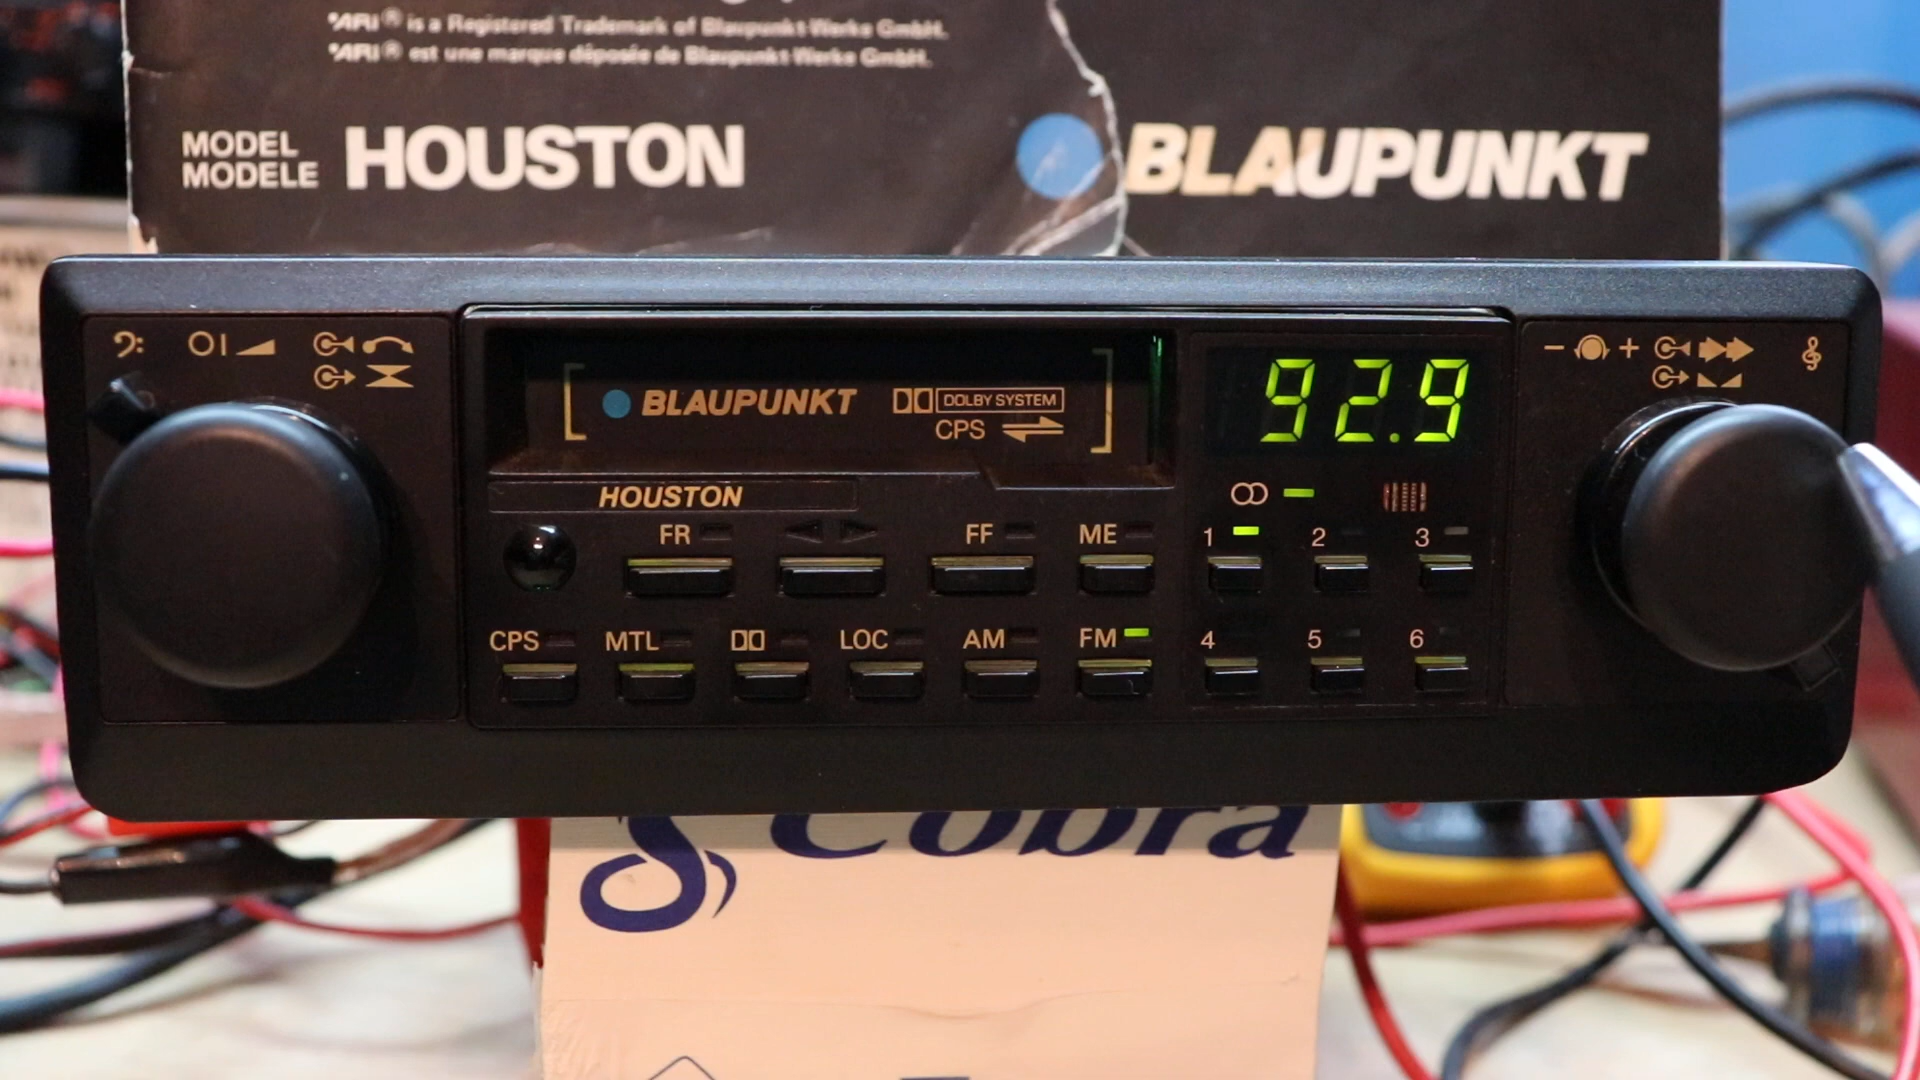 "ARI"® is a Registered Trademark of Blaupunkt-Werke GmbH.
"ARI"® est une marque déposée de Blaupunkt-Werke GmbH.
MODEL
MODELE
HOUSTON
BLAUPUNKT
BLAUPUNKT
DOLBY SYSTEM
CPS
92.9
HOUSTON
FR
FF
ME
1
2
3
CPS
MTL
LOC
AM
FM
4
5
6
Cobra